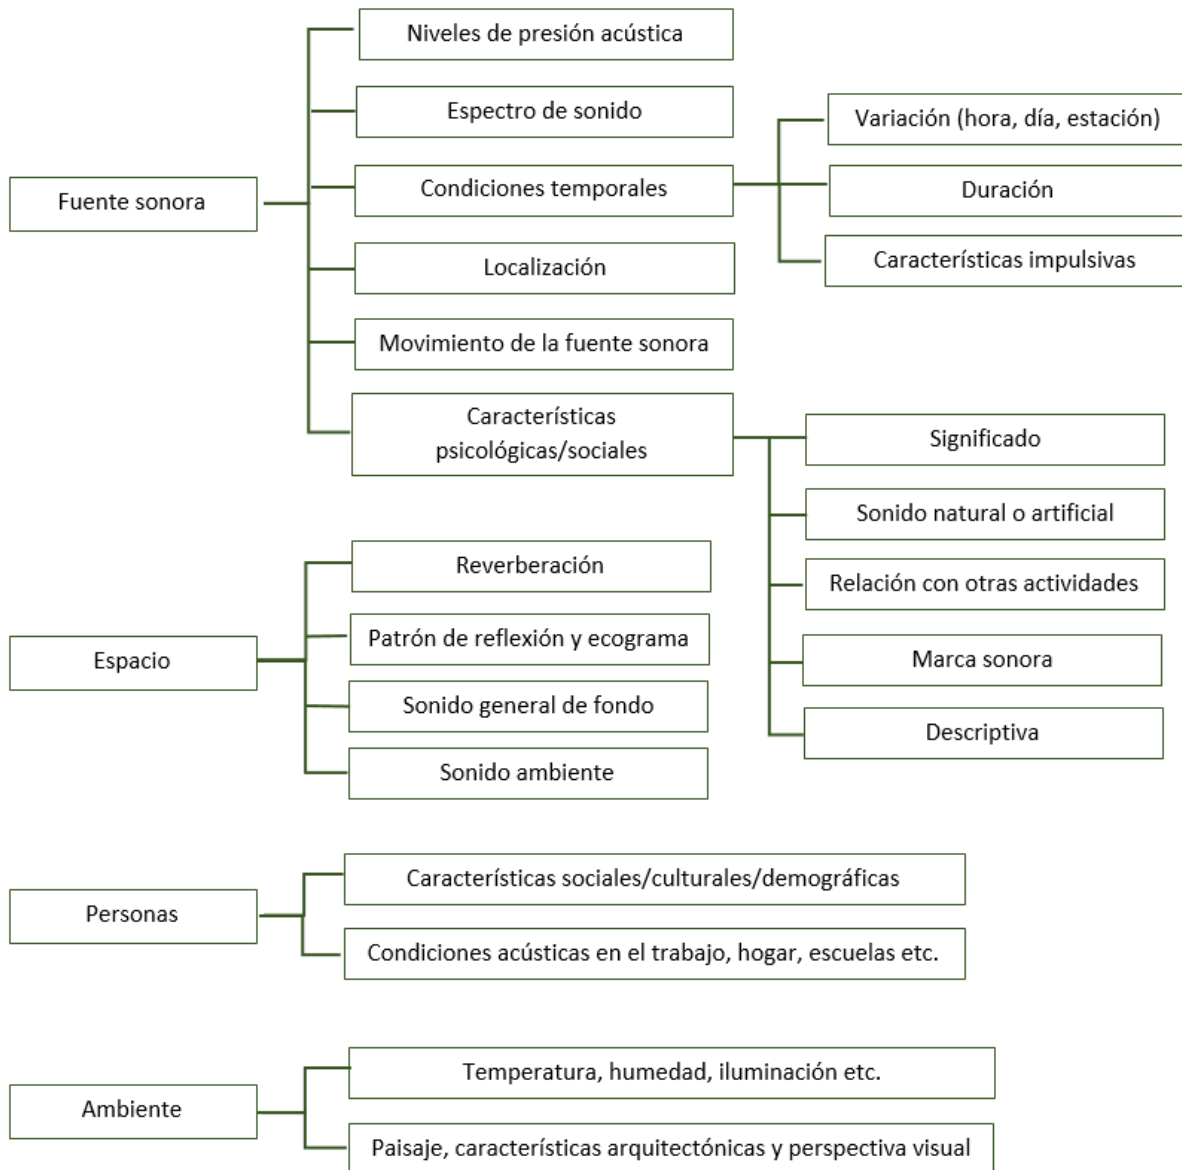 Fuente sonora
Niveles de presión acústica
Espectro de sonido
Condiciones temporales
Variación (hora, día, estación)
Duración
Características impulsivas
Localización
Movimiento de la fuente sonora
Características
psicológicas/sociales
Significado
Sonido natural o artificial
Relación con otras actividades
Marca sonora
Descriptiva
Espacio
Reverberación
Patrón de reflexión y ecograma
Sonido general de fondo
Sonido ambiente
Personas
Características sociales/culturales/demográficas
Condiciones acústicas en el trabajo, hogar, escuelas etc.
Ambiente
Temperatura, humedad, iluminación etc.
Paisaje, características arquitectónicas y perspectiva visual